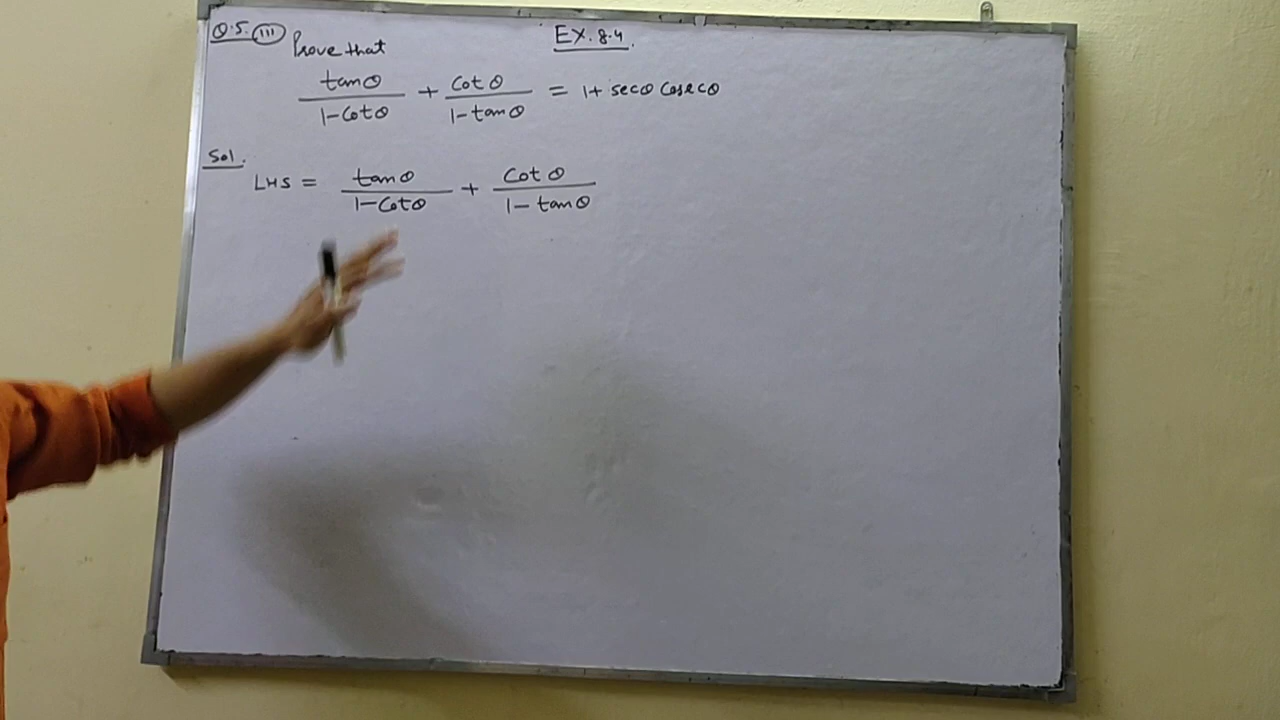 Q.5. (iii) Prove that EX. 8.4.
tanθ / 1-Cotθ + Cotθ / 1-tanθ = 1+ secθ Cosecθ
Sol.
LHS = tanθ / 1-Cotθ + Cotθ / 1-tanθ